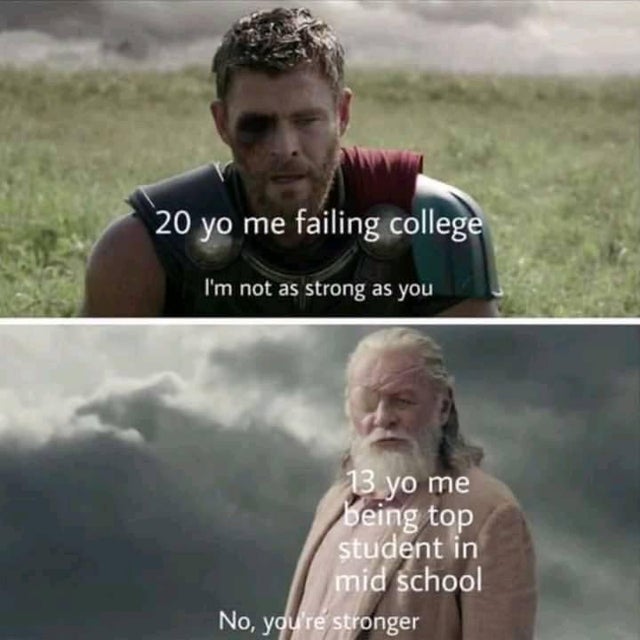 20 yo me failing college
I'm not as strong as you
13 yo me
being top
student in
mid school
No, you're stronger